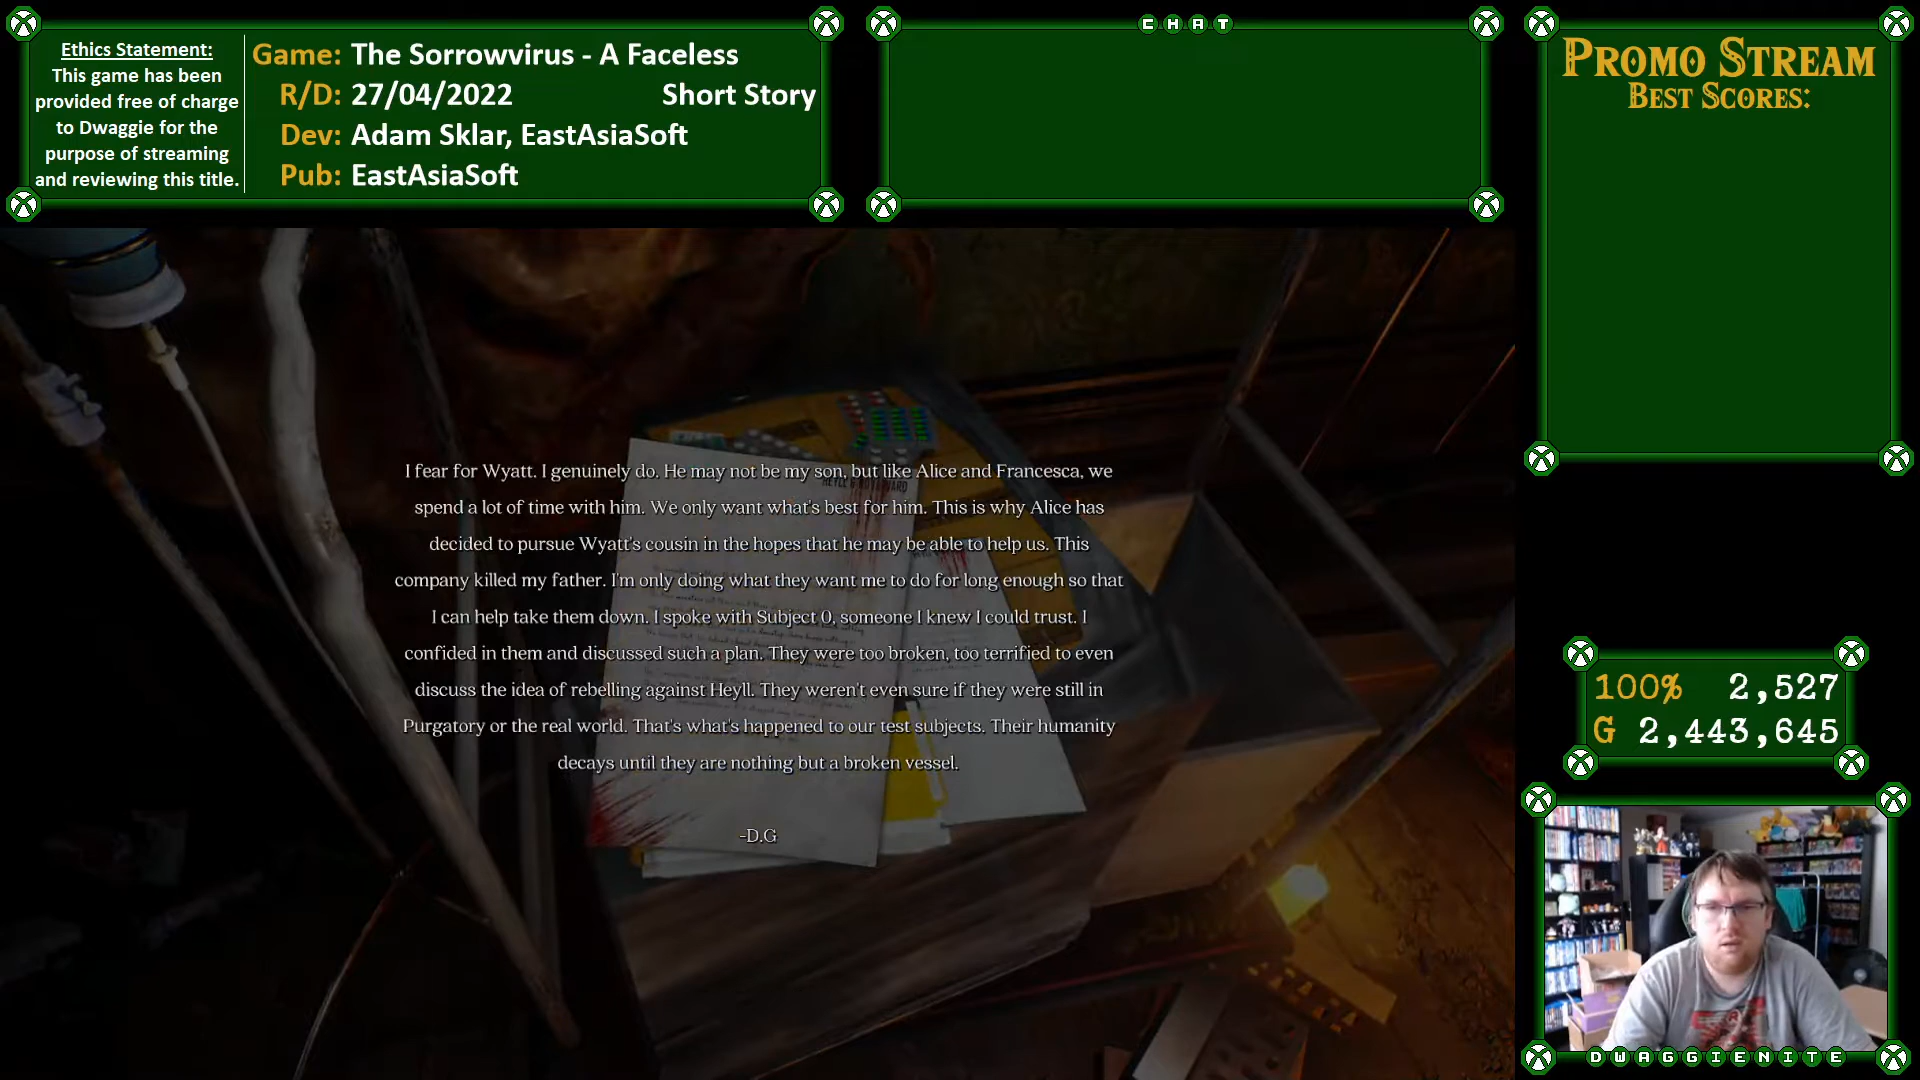 Ethics Statement:
This game has been
provided free of charge
to Dwaggie for the
purpose of streaming
and reviewing this title.
Game: The Sorrowvirus - A Faceless
R/D: 27/04/2022 Short Story
Dev: Adam Sklar, EastAsiaSoft
Pub: EastAsiaSoft
CHAT
PROMO STREAM
BEST SCORES:
I fear for Wyatt. I genuinely do. He may not be my son, but like Alice and Francesca, we
spend a lot of time with him. We only want what's best for him. This is why Alice has
decided to pursue Wyatt's cousin in the hopes that he may be able to help us. This
company killed my father. I'm only doing what they want me to do for long enough so that
I can help take them down. I spoke with Subject 0, someone I knew I could trust. I
confided in them and discussed such a plan. They were too broken, too terrified to even
discuss the idea of rebelling against Heyll. They weren't even sure if they were still in
Purgatory or the real world. That's what's happened to our test subjects. Their humanity
decays until they are nothing but a broken vessel.
-D.G
100% 2,527
G 2,443,645
DWAGGIENITE